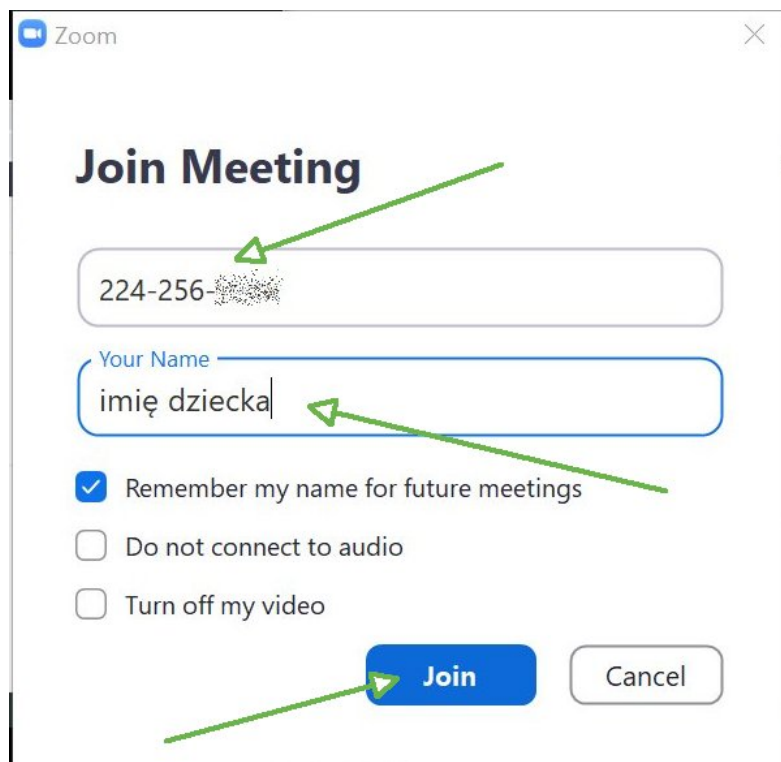 Zoom
Join Meeting
224-256-
Your Name
imię dziecka
Remember my name for future meetings
Do not connect to audio
Turn off my video
Join Cancel